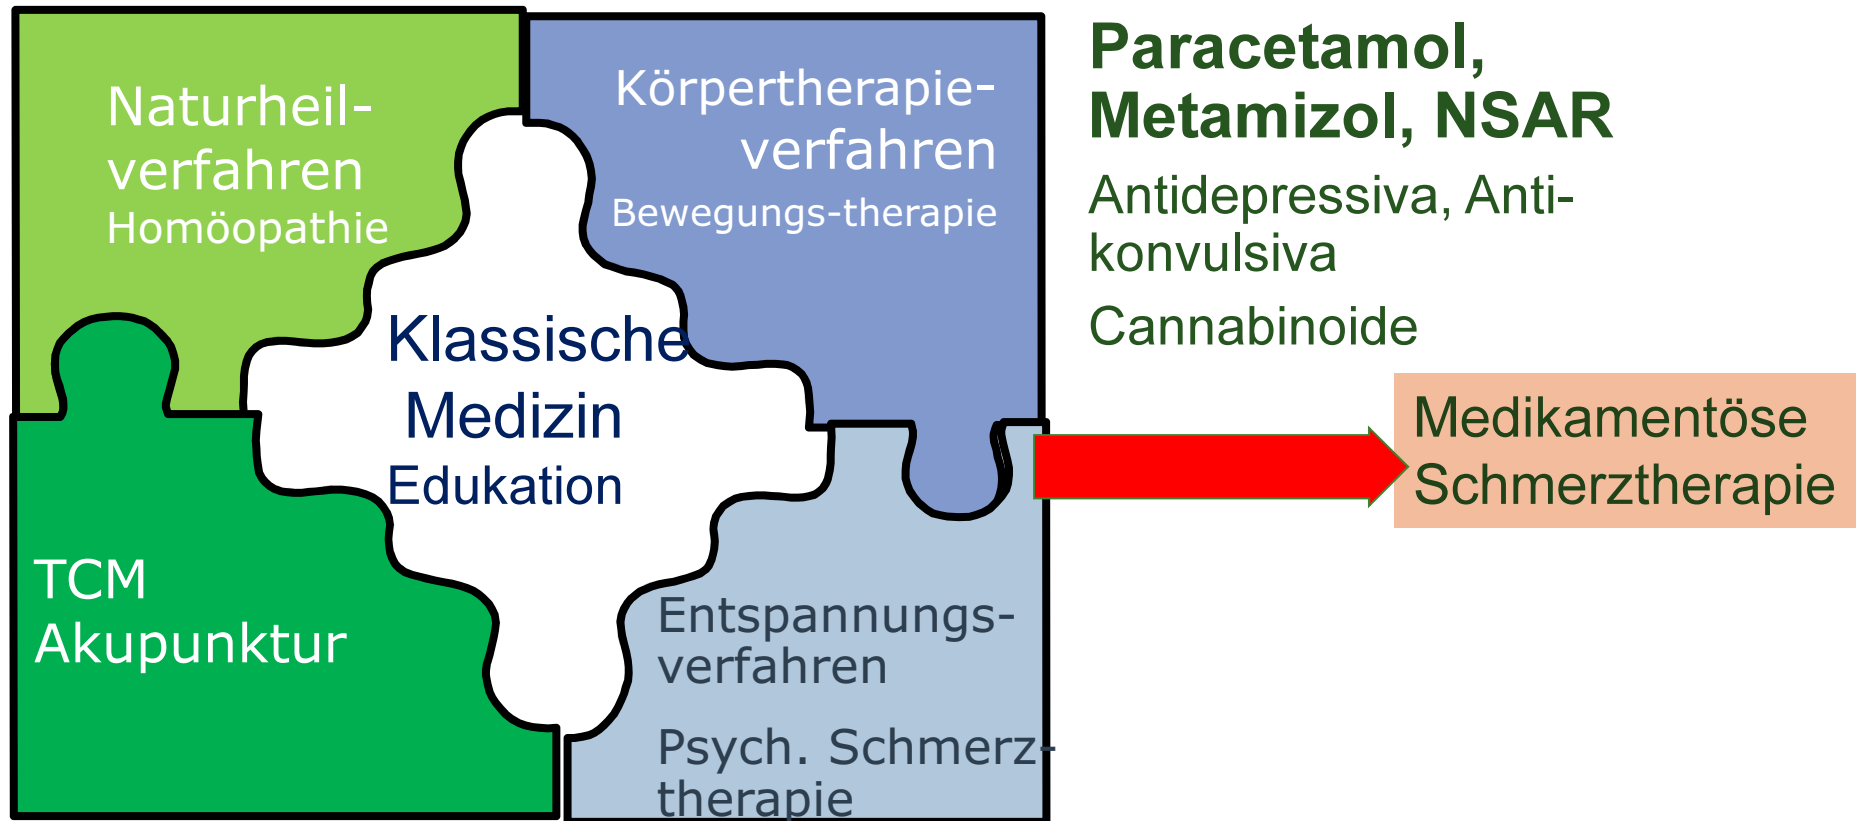 Naturheil-
verfahren
Homöopathie
Körpertherapie-
verfahren
Bewegungs-therapie
Klassische
Medizin
Edukation
TCM
Akupunktur
Entspannungs-
verfahren
Psych. Schmerz-
therapie
Paracetamol,
Metamizol, NSAR
Antidepressiva, Anti-
konvulsiva
Cannabinoide
Medikamentöse
Schmerztherapie